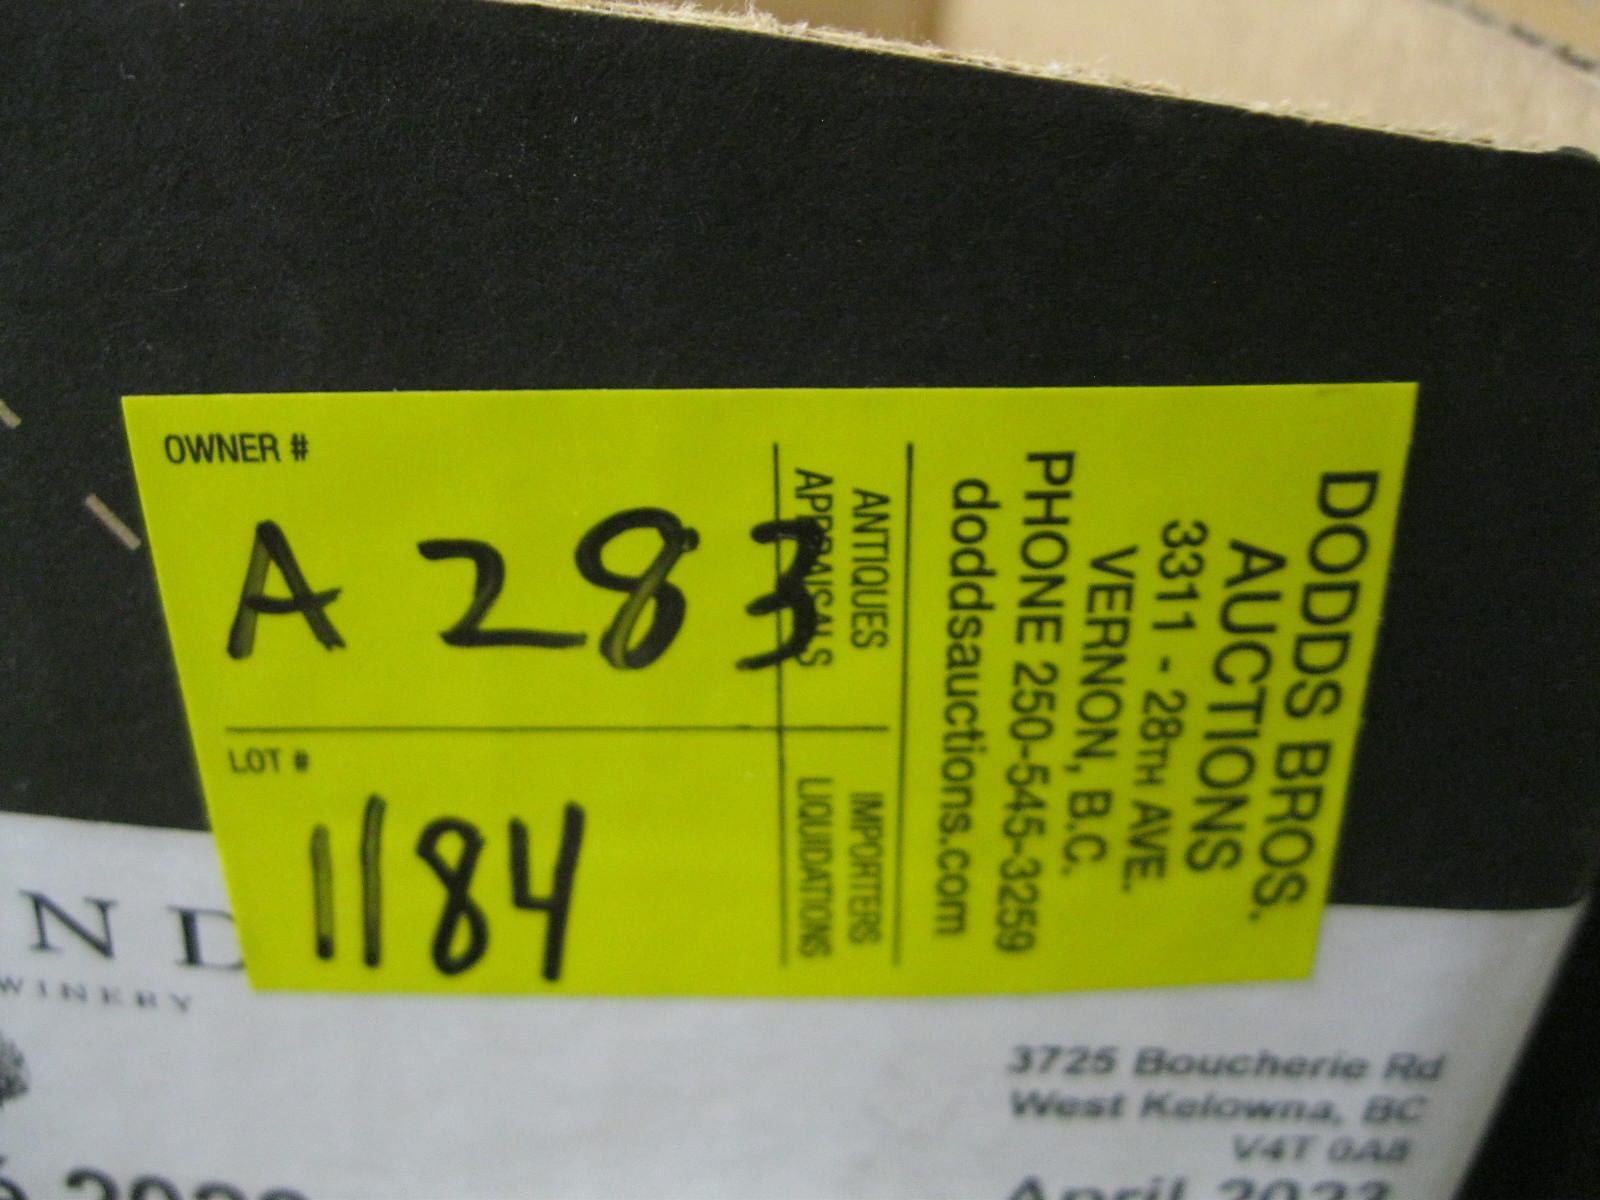 OWNER #
A 283
LOT #
1184
ANTIQUES
APPRAISALS
IMPORTERS
LIQUIDATIONS
DODDS BROS.
AUCTIONS
3311 - 28TH AVE.
VERNON, B.C.
PHONE 250-545-3259
doddsauctions.com
ND
WINERY
3725 Boucherie Rd
West Kelowna, BC
V4T 0A8